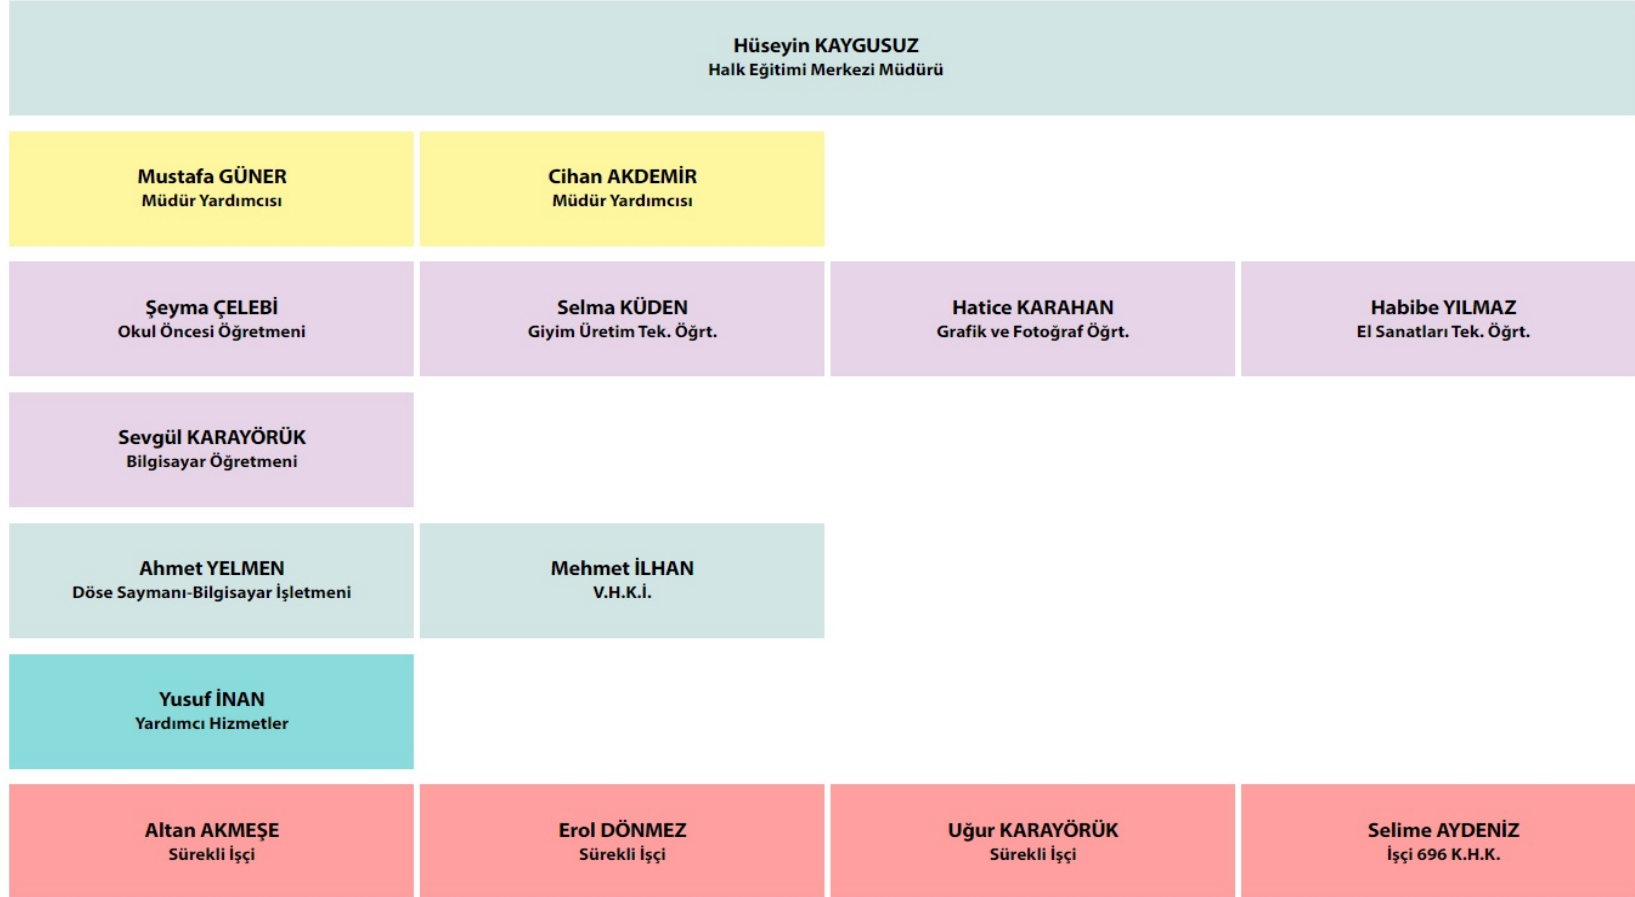 Hüseyin KAYGUSUZ
Halk Eğitimi Merkezi Müdürü
Mustafa GÜNER
Müdür Yardımcısı
Cihan AKDEMİR
Müdür Yardımcısı
Şeyma ÇELEBİ
Okul Öncesi Öğretmeni
Selma KÜDEN
Giyim Üretim Tek. Öğrt.
Hatice KARAHAN
Grafik ve Fotoğraf Öğrt.
Habibe YILMAZ
El Sanatları Tek. Öğrt.
Sevgül KARAYÖRÜK
Bilgisayar Öğretmeni
Ahmet YELMEN
Döse Saymanı-Bilgisayar İşletmeni
Mehmet İLHAN
V.H.K.İ.
Yusuf İNAN
Yardımcı Hizmetler
Altan AKMEŞE
Sürekli İşçi
Erol DÖNMEZ
Sürekli İşçi
Uğur KARAYÖRÜK
Sürekli İşçi
Selime AYDENİZ
İşçi 696 K.H.K.